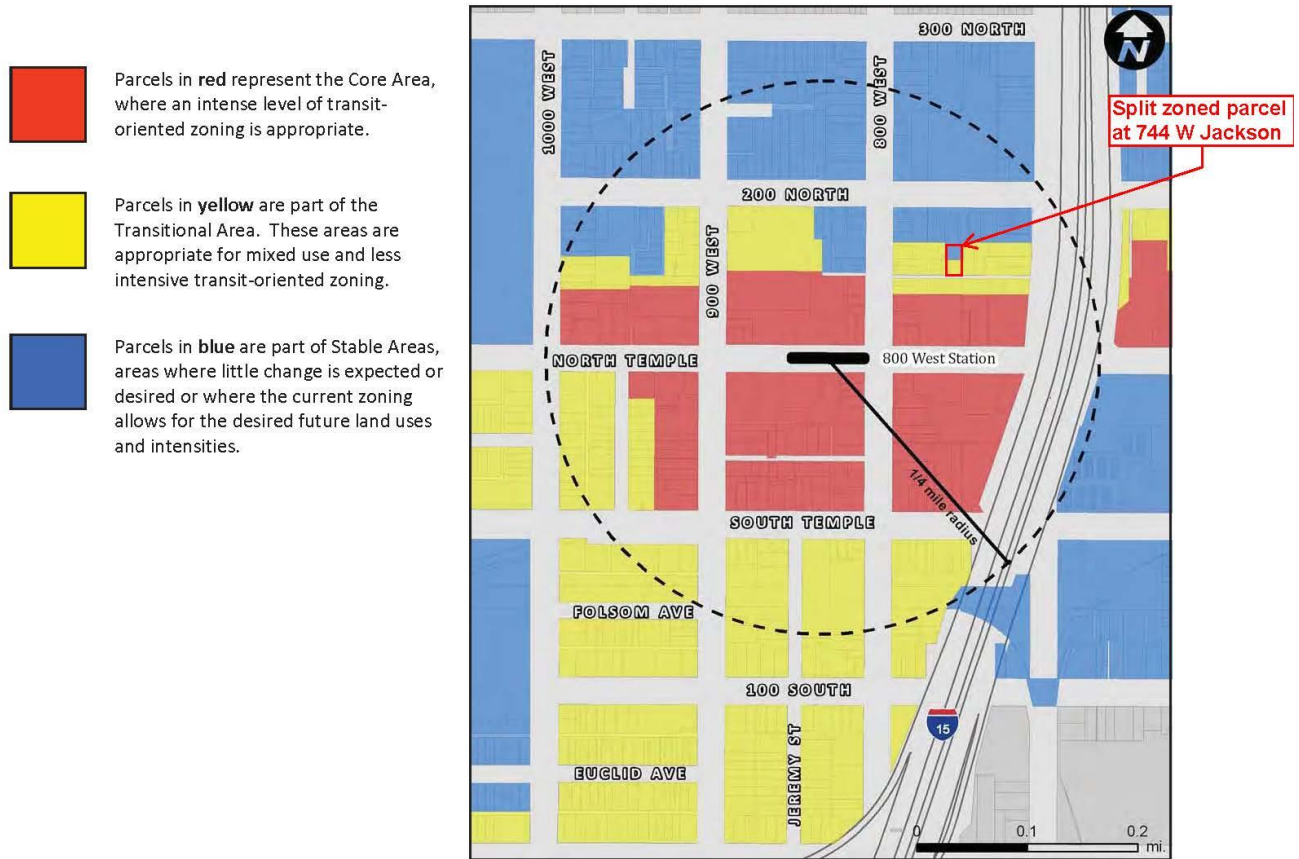 Parcels in red represent the Core Area,
where an intense level of transit-
oriented zoning is appropriate.
Parcels in yellow are part of the
Transitional Area. These areas are
appropriate for mixed use and less
intensive transit-oriented zoning.
Parcels in blue are part of Stable Areas,
areas where little change is expected or
desired or where the current zoning
allows for the desired future land uses
and intensities.
300 NORTH
N
1000 WEST
800 WEST
Split zoned parcel
at 744 W Jackson
200 NORTH
900 WEST
NORTH TEMPLE
800 West Station
1/4 mile radius
SOUTH TEMPLE
FOLSOM AVE
100 SOUTH
JEREMY ST
15
EUCLID AVE
0 0.1 0.2
mi.